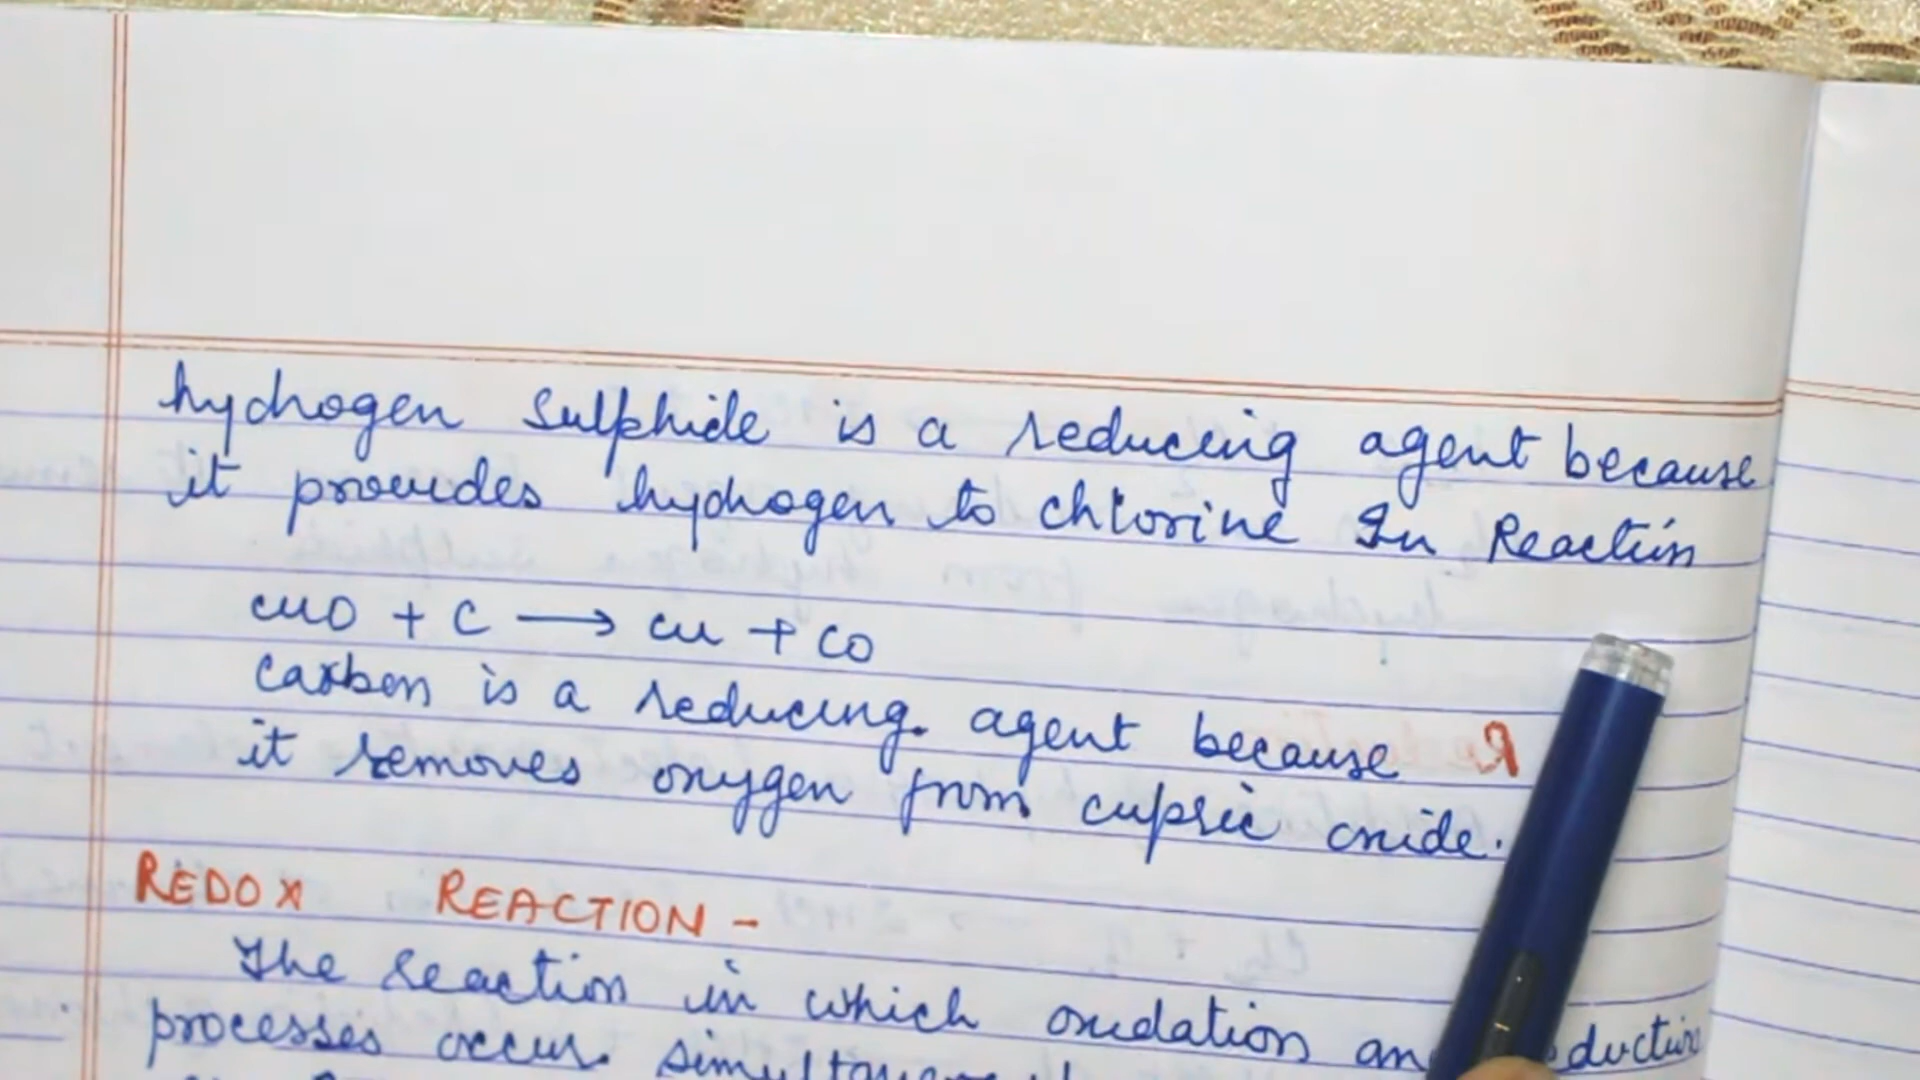 hydrogen Sulphide is a reducing agent because
it provides hydrogen to chlorine In Reaction
CuO + C → Cu + CO
Carbon is a reducing. agent because
it removes oxygen from cupric oxide.
REDOX REACTION -
The reaction in which oxidation an
processes occur.